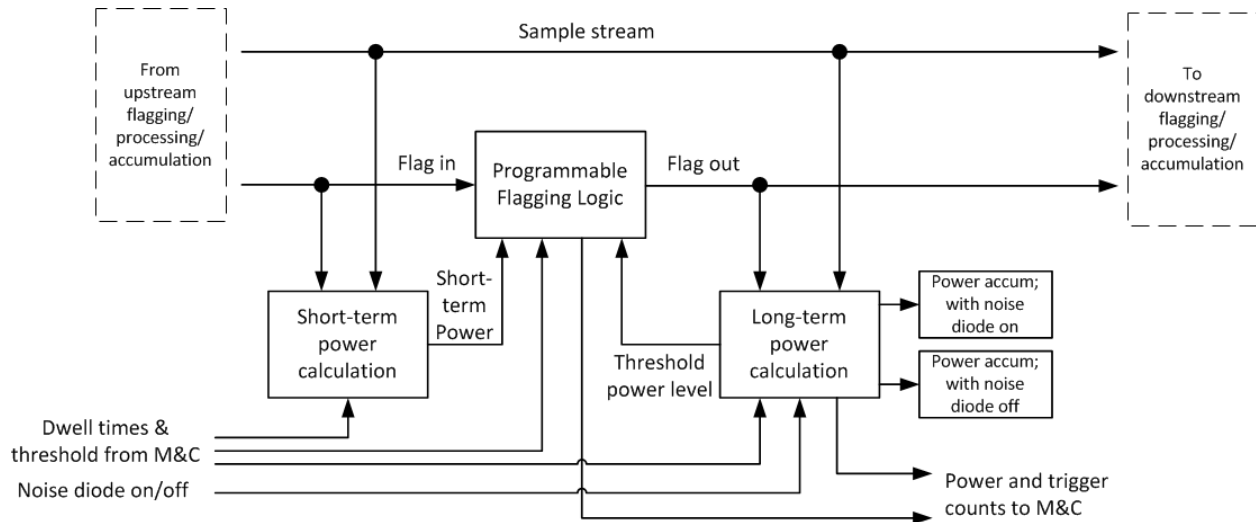 Sample stream
From
upstream
flagging/
processing/
accumulation
To
downstream
flagging/
processing/
accumulation
Flag in
Programmable
Flagging Logic
Flag out
Short-
term
Power
Short-term
power
calculation
Threshold
power level
Long-term
power
calculation
Power accum;
with noise
diode on
Power accum;
with noise
diode off
Dwell times &
threshold from M&C
Noise diode on/off
Power and trigger
counts to M&C